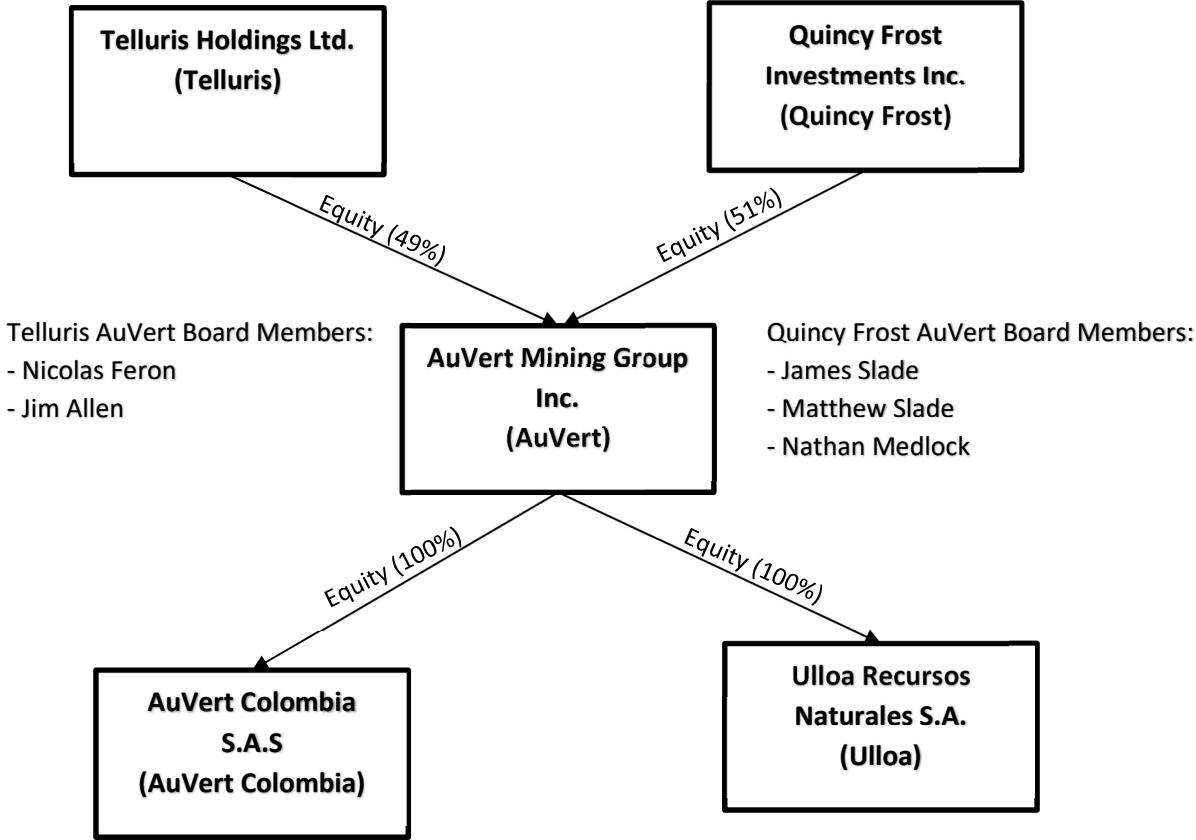 Telluris Holdings Ltd.
(Telluris)
Quincy Frost
Investments Inc.
(Quincy Frost)
Equity (49%)
Equity (51%)
Telluris AuVert Board Members:
- Nicolas Feron
- Jim Allen
AuVert Mining Group
Inc.
(AuVert)
Quincy Frost AuVert Board Members:
- James Slade
- Matthew Slade
- Nathan Medlock
Equity (100%)
Equity (100%)
AuVert Colombia
S.A.S
(AuVert Colombia)
Ulloa Recursos
Naturales S.A.
(Ulloa)